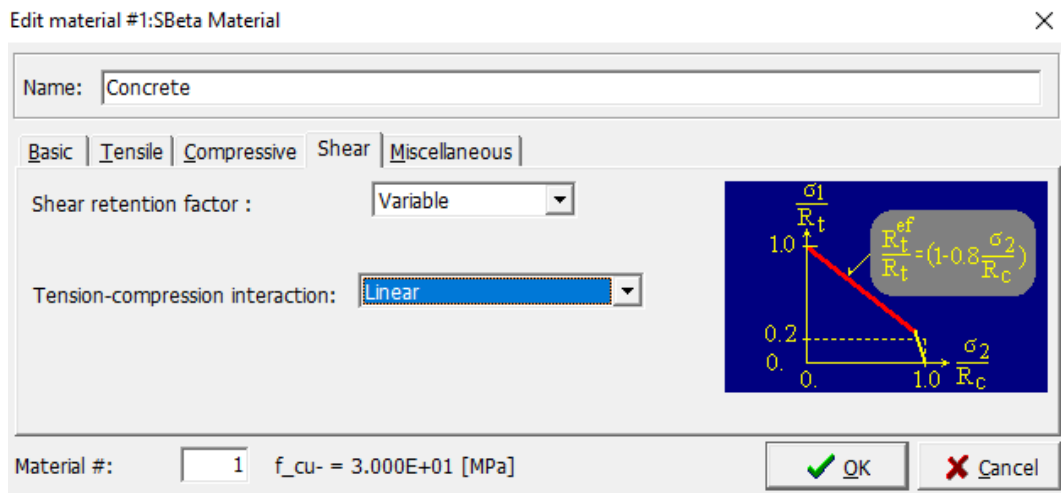 Edit material #1:SBeta Material
Name: Concrete
Basic Tensile Compressive Shear Miscellaneous
Shear retention factor : Variable
Tension-compression interaction: Linear
σ1
Rt
1.0
Rt^ef/Rt=(1-0.8 σ2/Rc)
0.2
0.
0. 1.0
σ2
Rc
Material #: 1 f_cu- = 3.000E+01 [MPa] OK Cancel